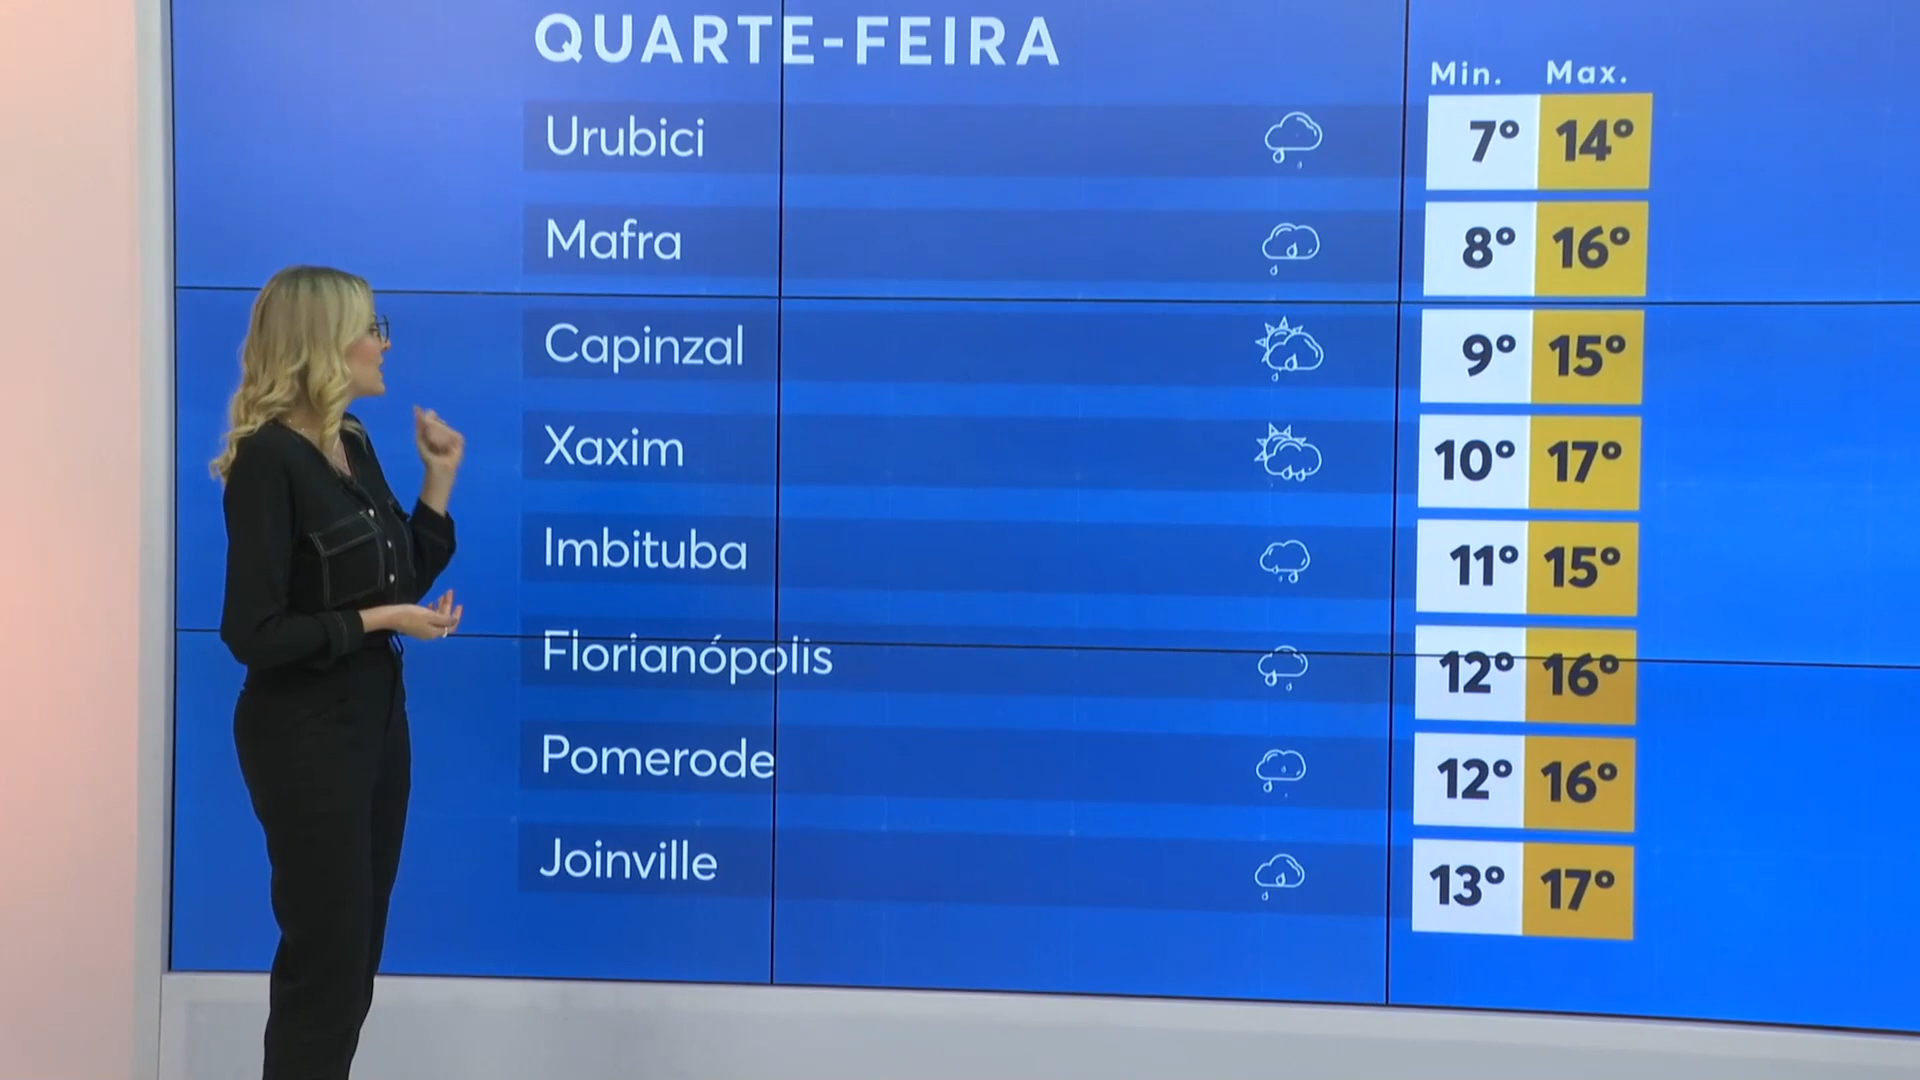 QUARTE-FEIRA
Min. Max.
Urubici 7° 14°
Mafra 8° 16°
Capinzal 9° 15°
Xaxim 10° 17°
Imbituba 11° 15°
Florianópolis 12° 16°
Pomerode 12° 16°
Joinville 13° 17°